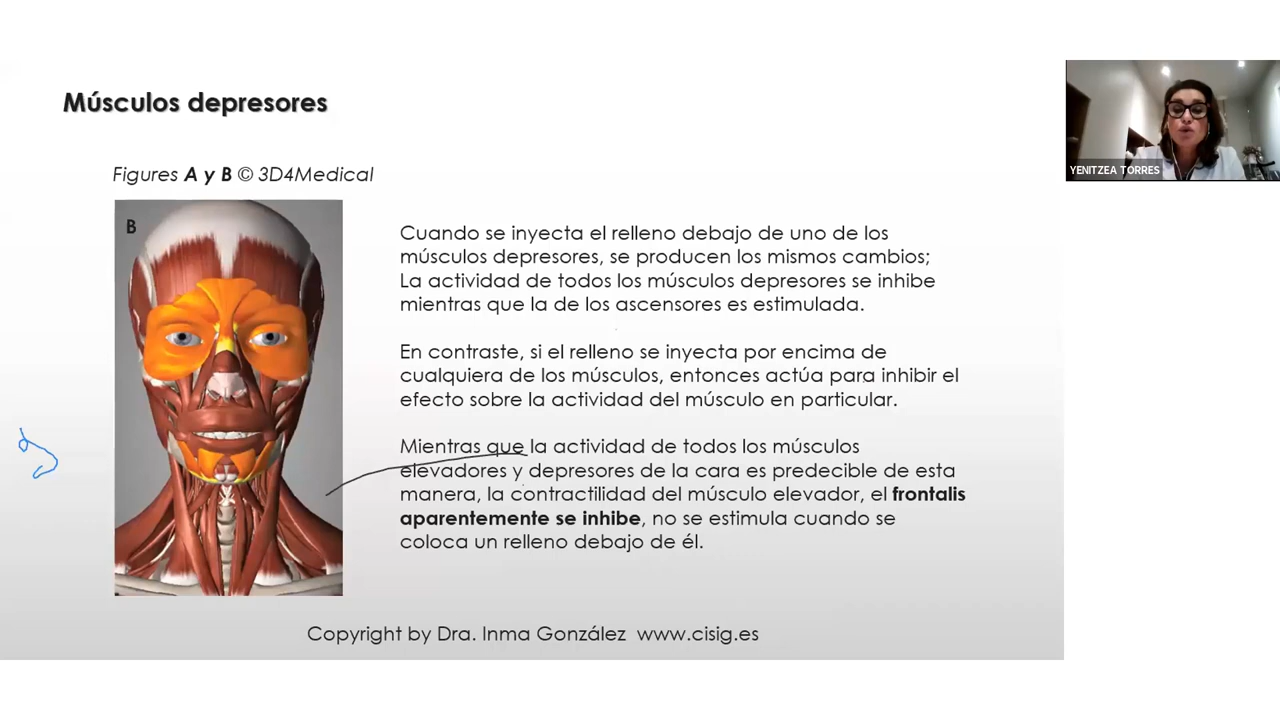 Músculos depresores
Figures A y B © 3D4Medical
B
Cuando se inyecta el relleno debajo de uno de los
músculos depresores, se producen los mismos cambios;
La actividad de todos los músculos depresores se inhibe
mientras que la de los ascensores es estimulada.
En contraste, si el relleno se inyecta por encima de
cualquiera de los músculos, entonces actúa para inhibir el
efecto sobre la actividad del músculo en particular.
Mientras que la actividad de todos los músculos
elevadores y depresores de la cara es predecible de esta
manera, la contractilidad del músculo elevador, el frontalis
aparentemente se inhibe, no se estimula cuando se
coloca un relleno debajo de él.
Copyright by Dra. Inma González www.cisig.es
YENITZEA TORRES